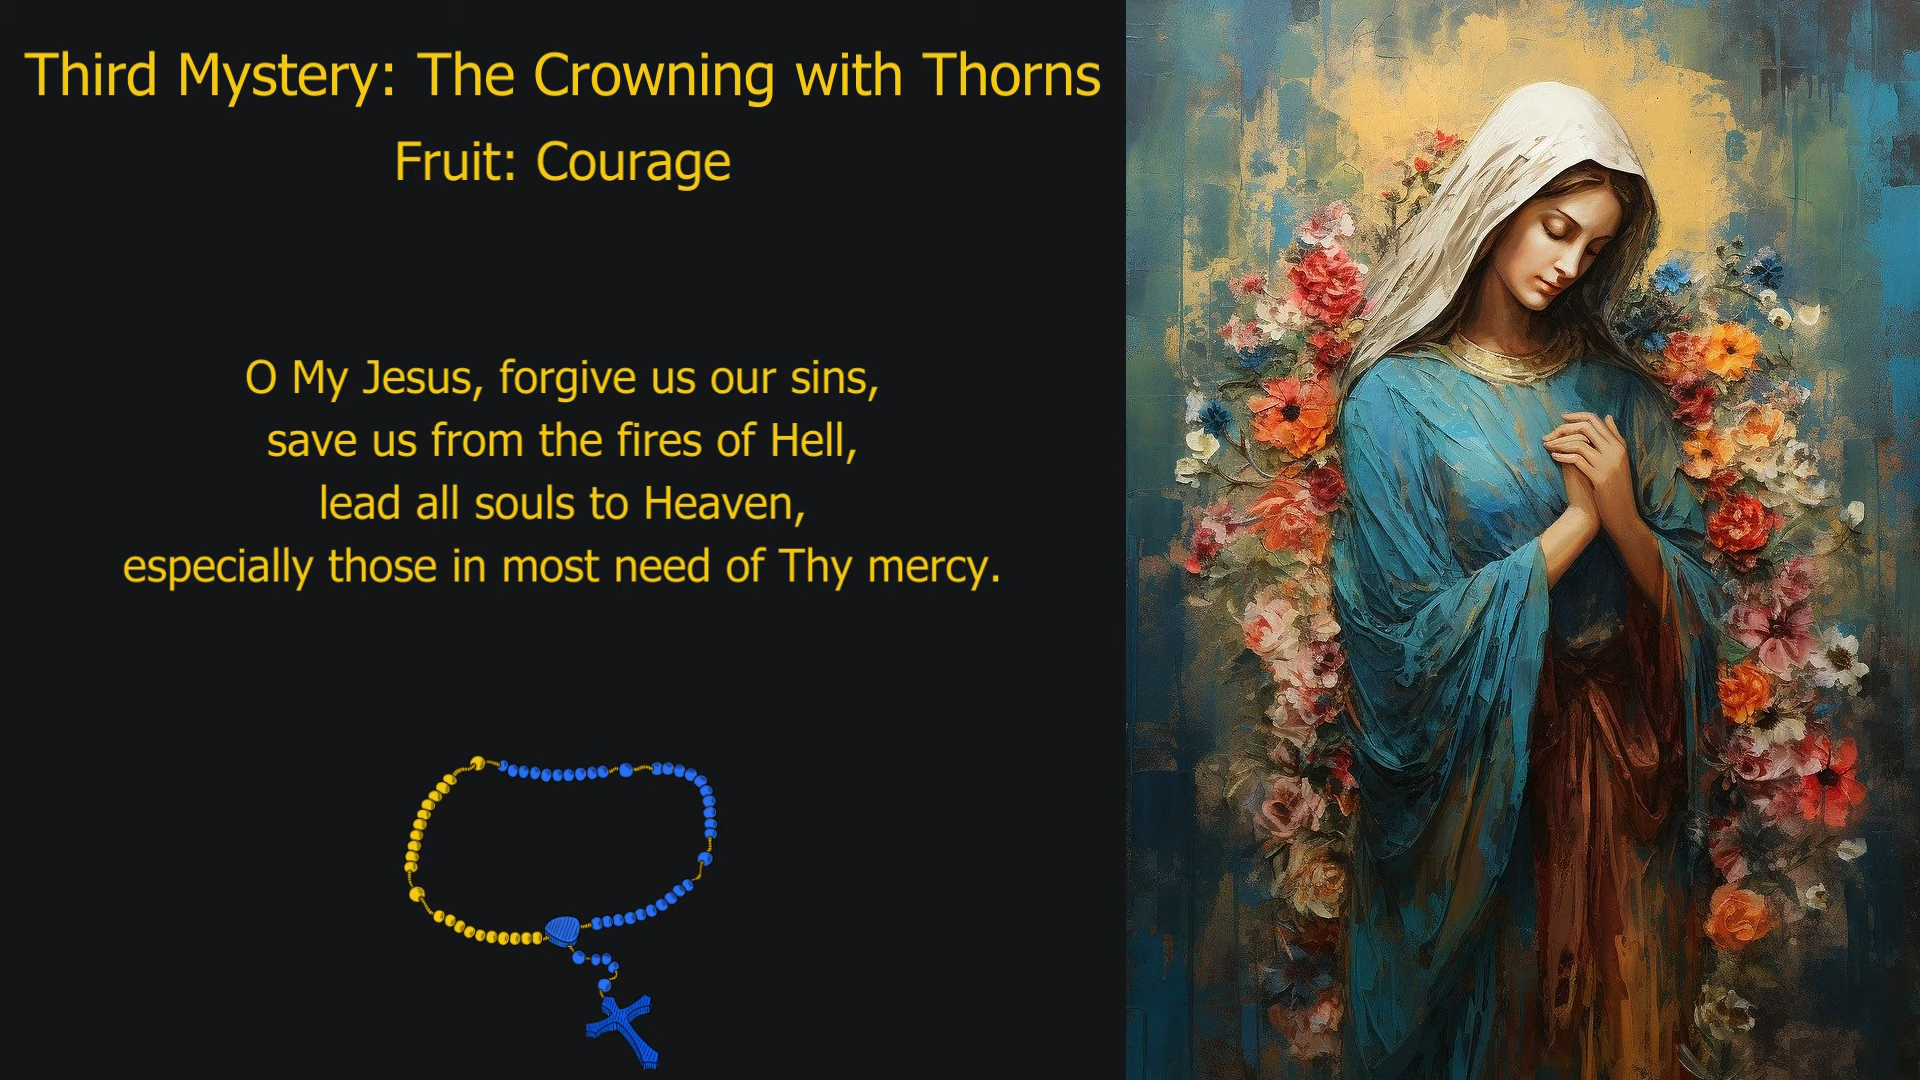 Third Mystery: The Crowning with Thorns
Fruit: Courage
O My Jesus, forgive us our sins,
save us from the fires of Hell,
lead all souls to Heaven,
especially those in most need of Thy mercy.